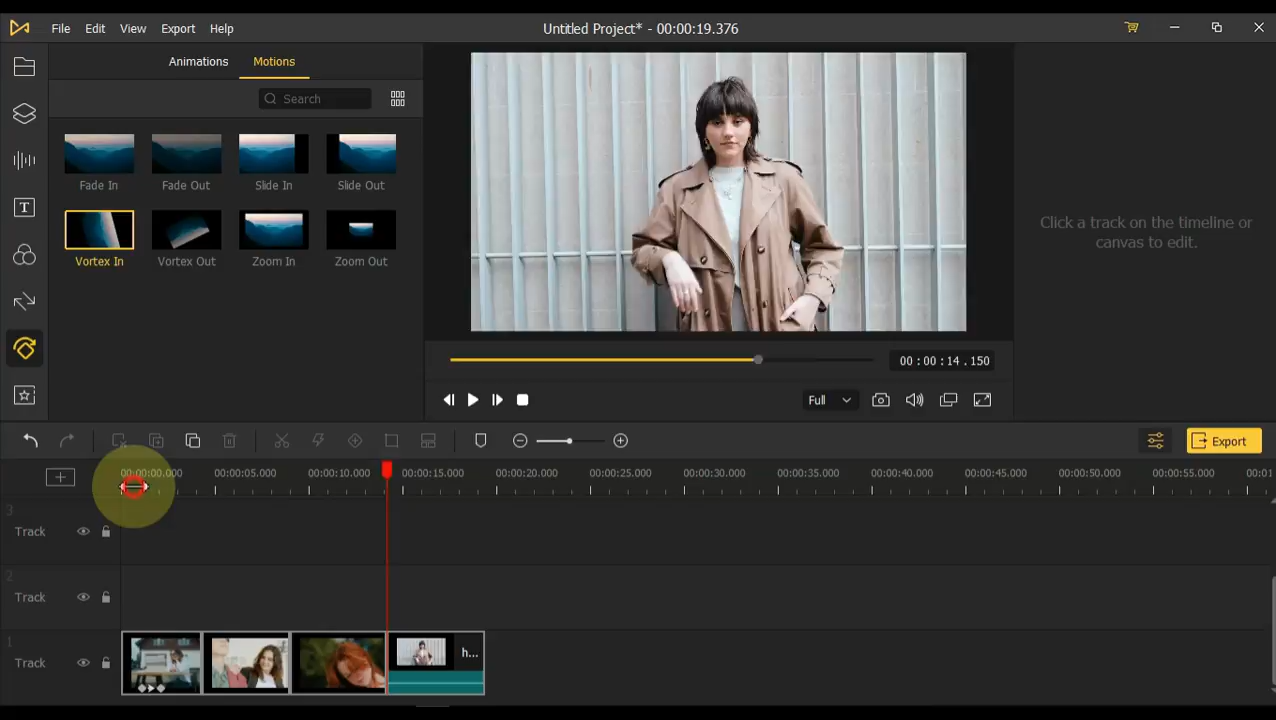 File Edit View Export Help
Untitled Project* - 00:00:19.376
Animations Motions
Search
Fade In Fade Out Slide In Slide Out
Vortex In Vortex Out Zoom In Zoom Out
Click a track on the timeline or
canvas to edit.
00 : 00 : 14 . 150
Full
Export
00:00:00.000 00:00:05.000 00:00:10.000 00:00:15.000 00:00:20.000 00:00:25.000 00:00:30.000 00:00:35.000 00:00:40.000 00:00:45.000 00:00:50.000 00:00:55.000 00:01
3
Track
2
Track
1
Track
h...